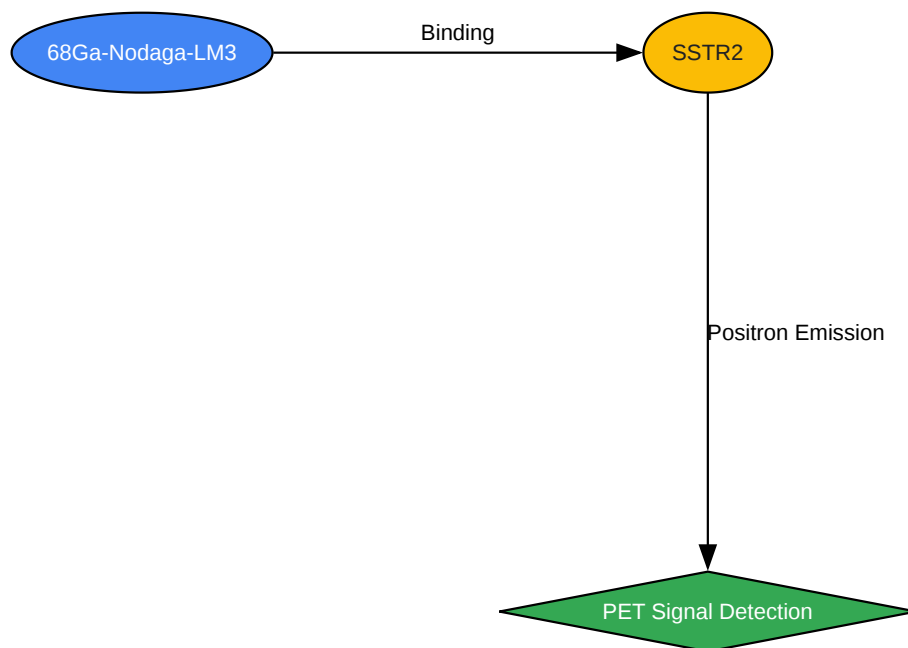 68Ga-Nodaga-LM3
Binding
SSTR2
Positron Emission
PET Signal Detection